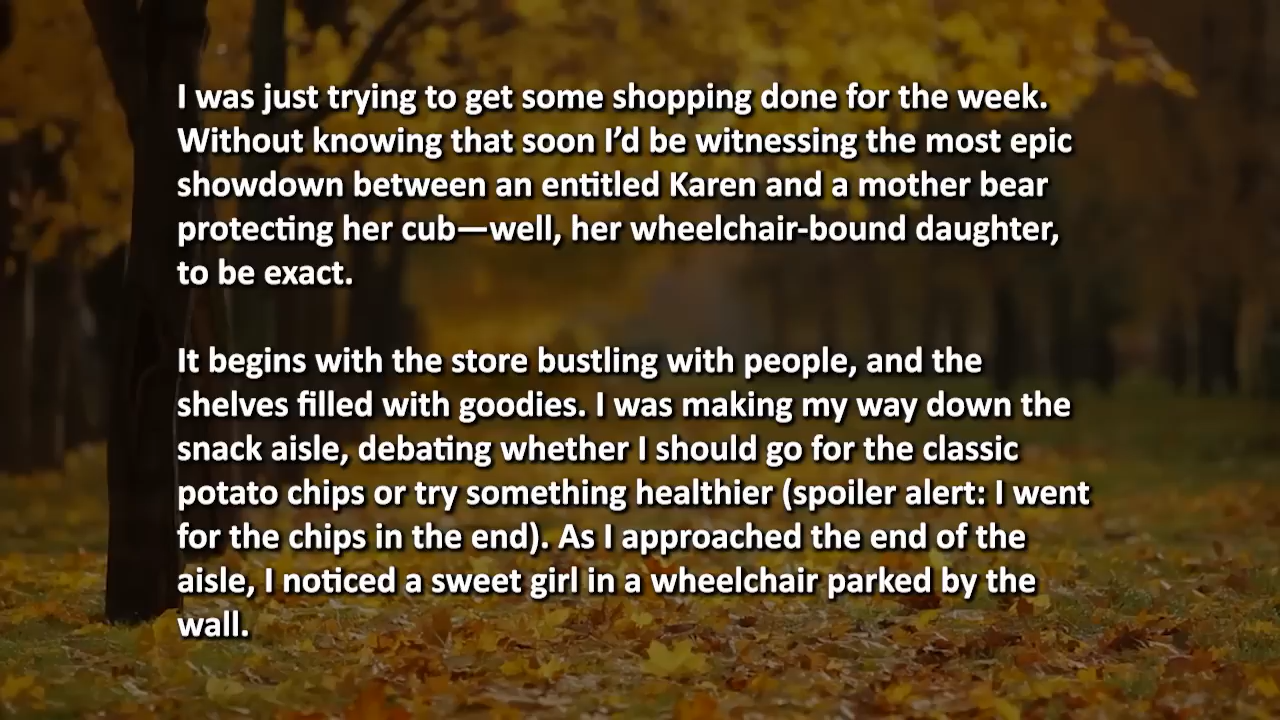 I was just trying to get some shopping done for the week.
Without knowing that soon I’d be witnessing the most epic
showdown between an entitled Karen and a mother bear
protecting her cub—well, her wheelchair-bound daughter,
to be exact.
It begins with the store bustling with people, and the
shelves filled with goodies. I was making my way down the
snack aisle, debating whether I should go for the classic
potato chips or try something healthier (spoiler alert: I went
for the chips in the end). As I approached the end of the
aisle, I noticed a sweet girl in a wheelchair parked by the
wall.